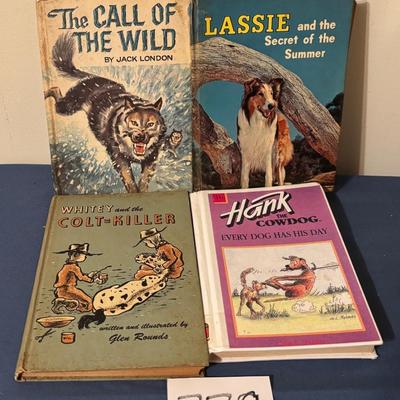 The CALL OF
THE WILD
BY JACK LONDON
LASSIE and the
Secret of the
Summer
WHITEY and the
COLT-KILLER
written and illustrated by
Glen Rounds
Hank
THE
COWDOG
EVERY DOG HAS HIS DAY